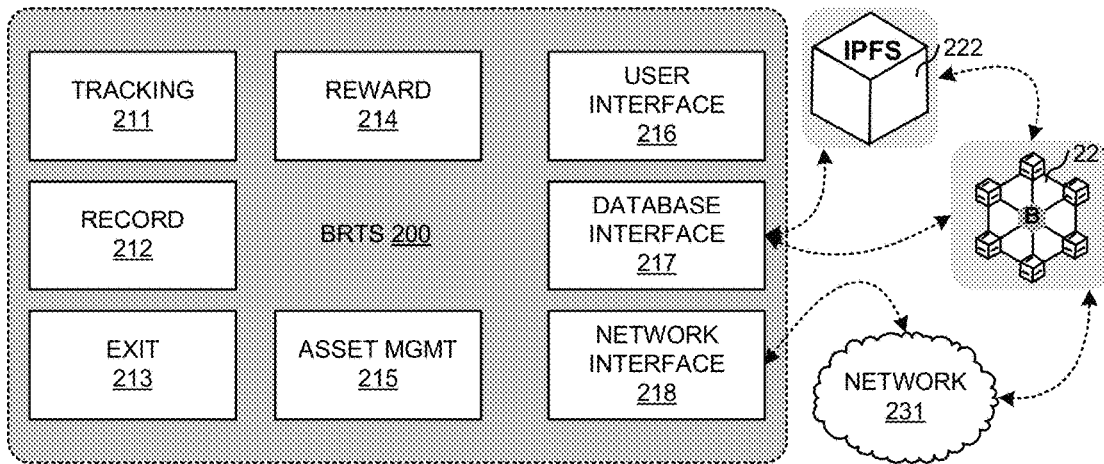 TRACKING
211
REWARD
214
USER
INTERFACE
216
IPFS
222
RECORD
212
BRTS 200
DATABASE
INTERFACE
217
22
B
EXIT
213
ASSET MGMT
215
NETWORK
INTERFACE
218
NETWORK
231